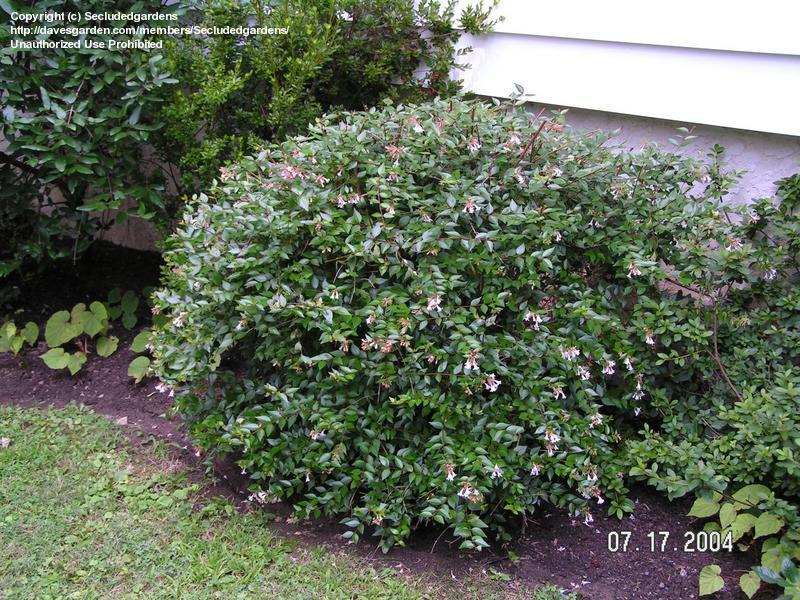 Copyright (c) Secludedgardens
http://davesgarden.com/members/Secludedgardens/
Unauthorized Use Prohibited
07.17.2004